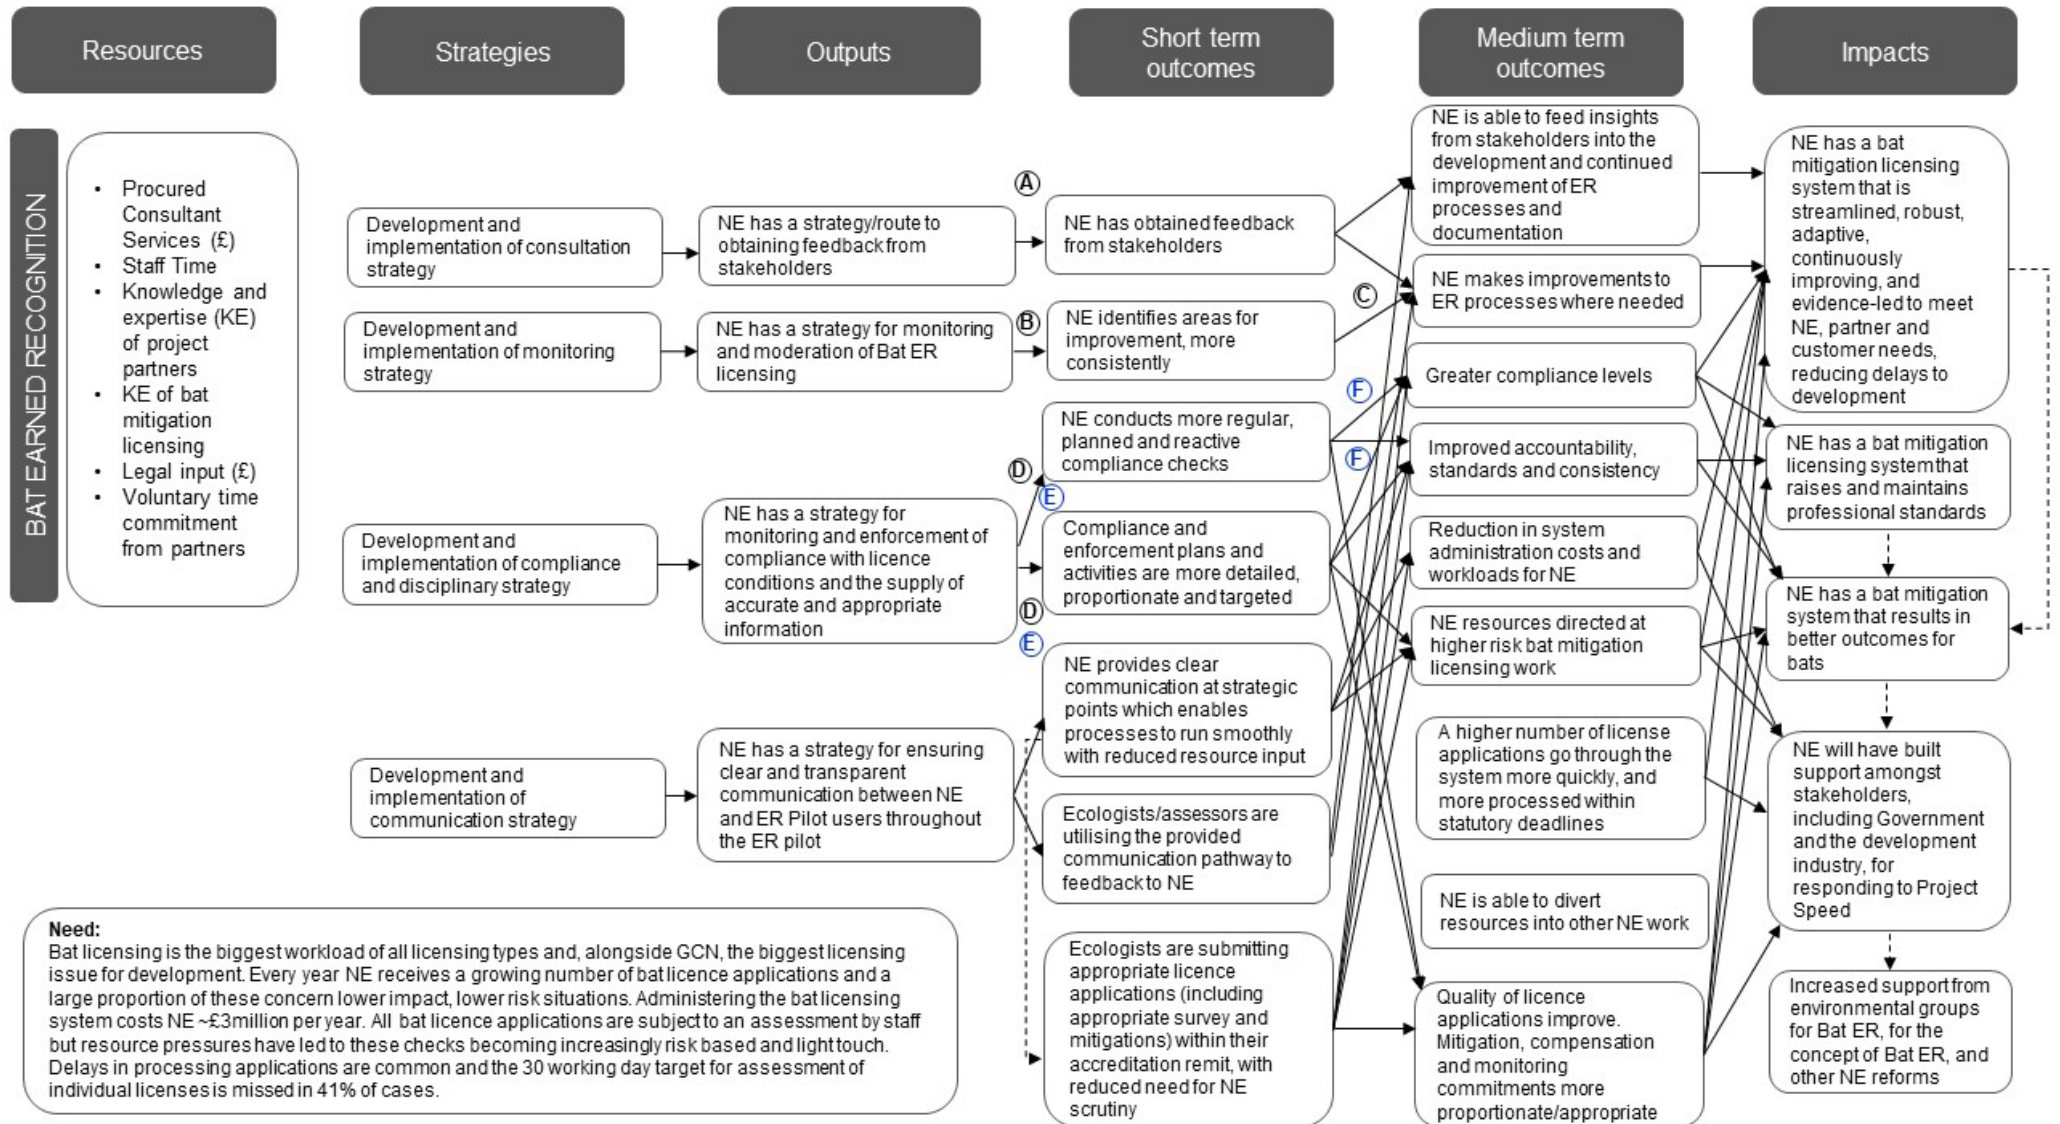 Resources
Strategies
Outputs
Short term
outcomes
Medium term
outcomes
Impacts
BAT EARNED RECOGNITION
• Procured
Consultant
Services (£)
• Staff Time
• Knowledge and
expertise (KE)
of project
partners
• KE of bat
mitigation
licensing
• Legal input (£)
• Voluntary time
commitment
from partners
Development and
implementation of consultation
strategy
Development and
implementation of monitoring
strategy
Development and
implementation of compliance
and disciplinary strategy
Development and
implementation of
communication strategy
NE has a strategy/route to
obtaining feedback from
stakeholders
NE has a strategy for monitoring
and moderation of Bat ER
licensing
NE has a strategy for
monitoring and enforcement of
compliance with licence
conditions and the supply of
accurate and appropriate
information
NE has a strategy for ensuring
clear and transparent
communication between NE
and ER Pilot users throughout
the ER pilot
A
B
D
E
D
E
NE has obtained feedback
from stakeholders
NE identifies areas for
improvement, more
consistently
NE conducts more regular,
planned and reactive
compliance checks
Compliance and
enforcement plans and
activities are more detailed,
proportionate and targeted
NE provides clear
communication at strategic
points which enables
processes to run smoothly
with reduced resource input
Ecologists/assessors are
utilising the provided
communication pathway to
feedback to NE
Ecologists are submitting
appropriate licence
applications (including
appropriate survey and
mitigations) within their
accreditation remit, with
reduced need for NE
scrutiny
C
F
F
NE is able to feed insights
from stakeholders into the
development and continued
improvement of ER
processes and
documentation
NE makes improvements to
ER processes where needed
Greater compliance levels
Improved accountability,
standards and consistency
Reduction in system
administration costs and
workloads for NE
NE resources directed at
higher risk bat mitigation
licensing work
A higher number of license
applications go through the
system more quickly, and
more processed within
statutory deadlines
NE is able to divert
resources into other NE work
Quality of licence
applications improve.
Mitigation, compensation
and monitoring
commitments more
proportionate/appropriate
NE has a bat
mitigation licensing
system that is
streamlined, robust,
adaptive,
continuously
improving, and
evidence-led to meet
NE, partner and
customer needs,
reducing delays to
development
NE has a bat mitigation
licensing system that
raises and maintains
professional standards
NE has a bat mitigation
system that results in
better outcomes for
bats
NE will have built
support amongst
stakeholders,
including Government
and the development
industry, for
responding to Project
Speed
Increased support from
environmental groups
for Bat ER, for the
concept of Bat ER, and
other NE reforms
Need:
Bat licensing is the biggest workload of all licensing types and, alongside GCN, the biggest licensing
issue for development. Every year NE receives a growing number of bat licence applications and a
large proportion of these concern lower impact, lower risk situations. Administering the bat licensing
system costs NE ~£3million per year. All bat licence applications are subject to an assessment by staff
but resource pressures have led to these checks becoming increasingly risk based and light touch.
Delays in processing applications are common and the 30 working day target for assessment of
individual licenses is missed in 41% of cases.